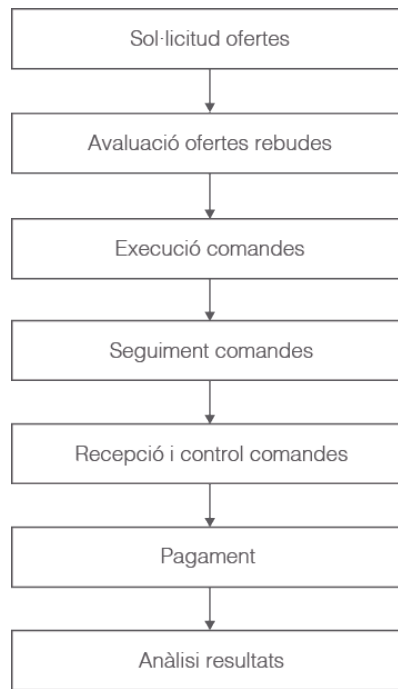 Sol·licitud ofertes
Avaluació ofertes rebudes
Execució comandes
Seguiment comandes
Recepció i control comandes
Pagament
Anàlisi resultats